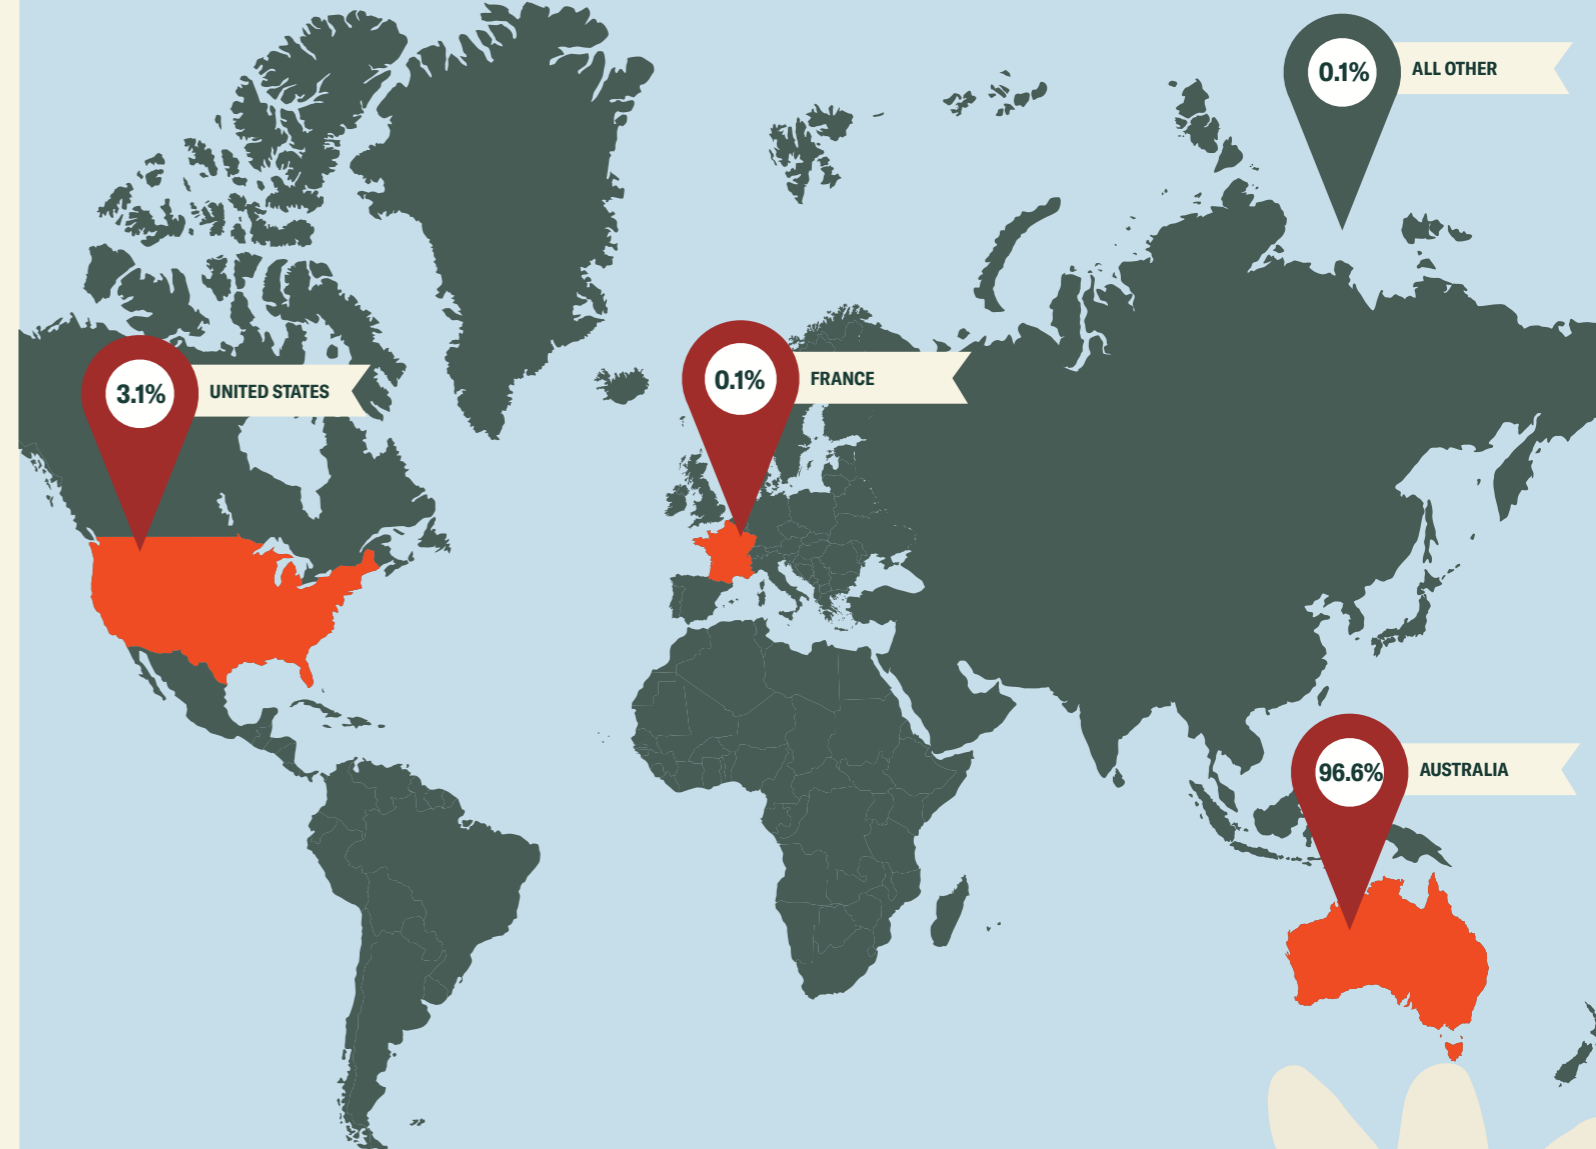 0.1%
ALL OTHER
3.1%
UNITED STATES
0.1%
FRANCE
96.6%
AUSTRALIA